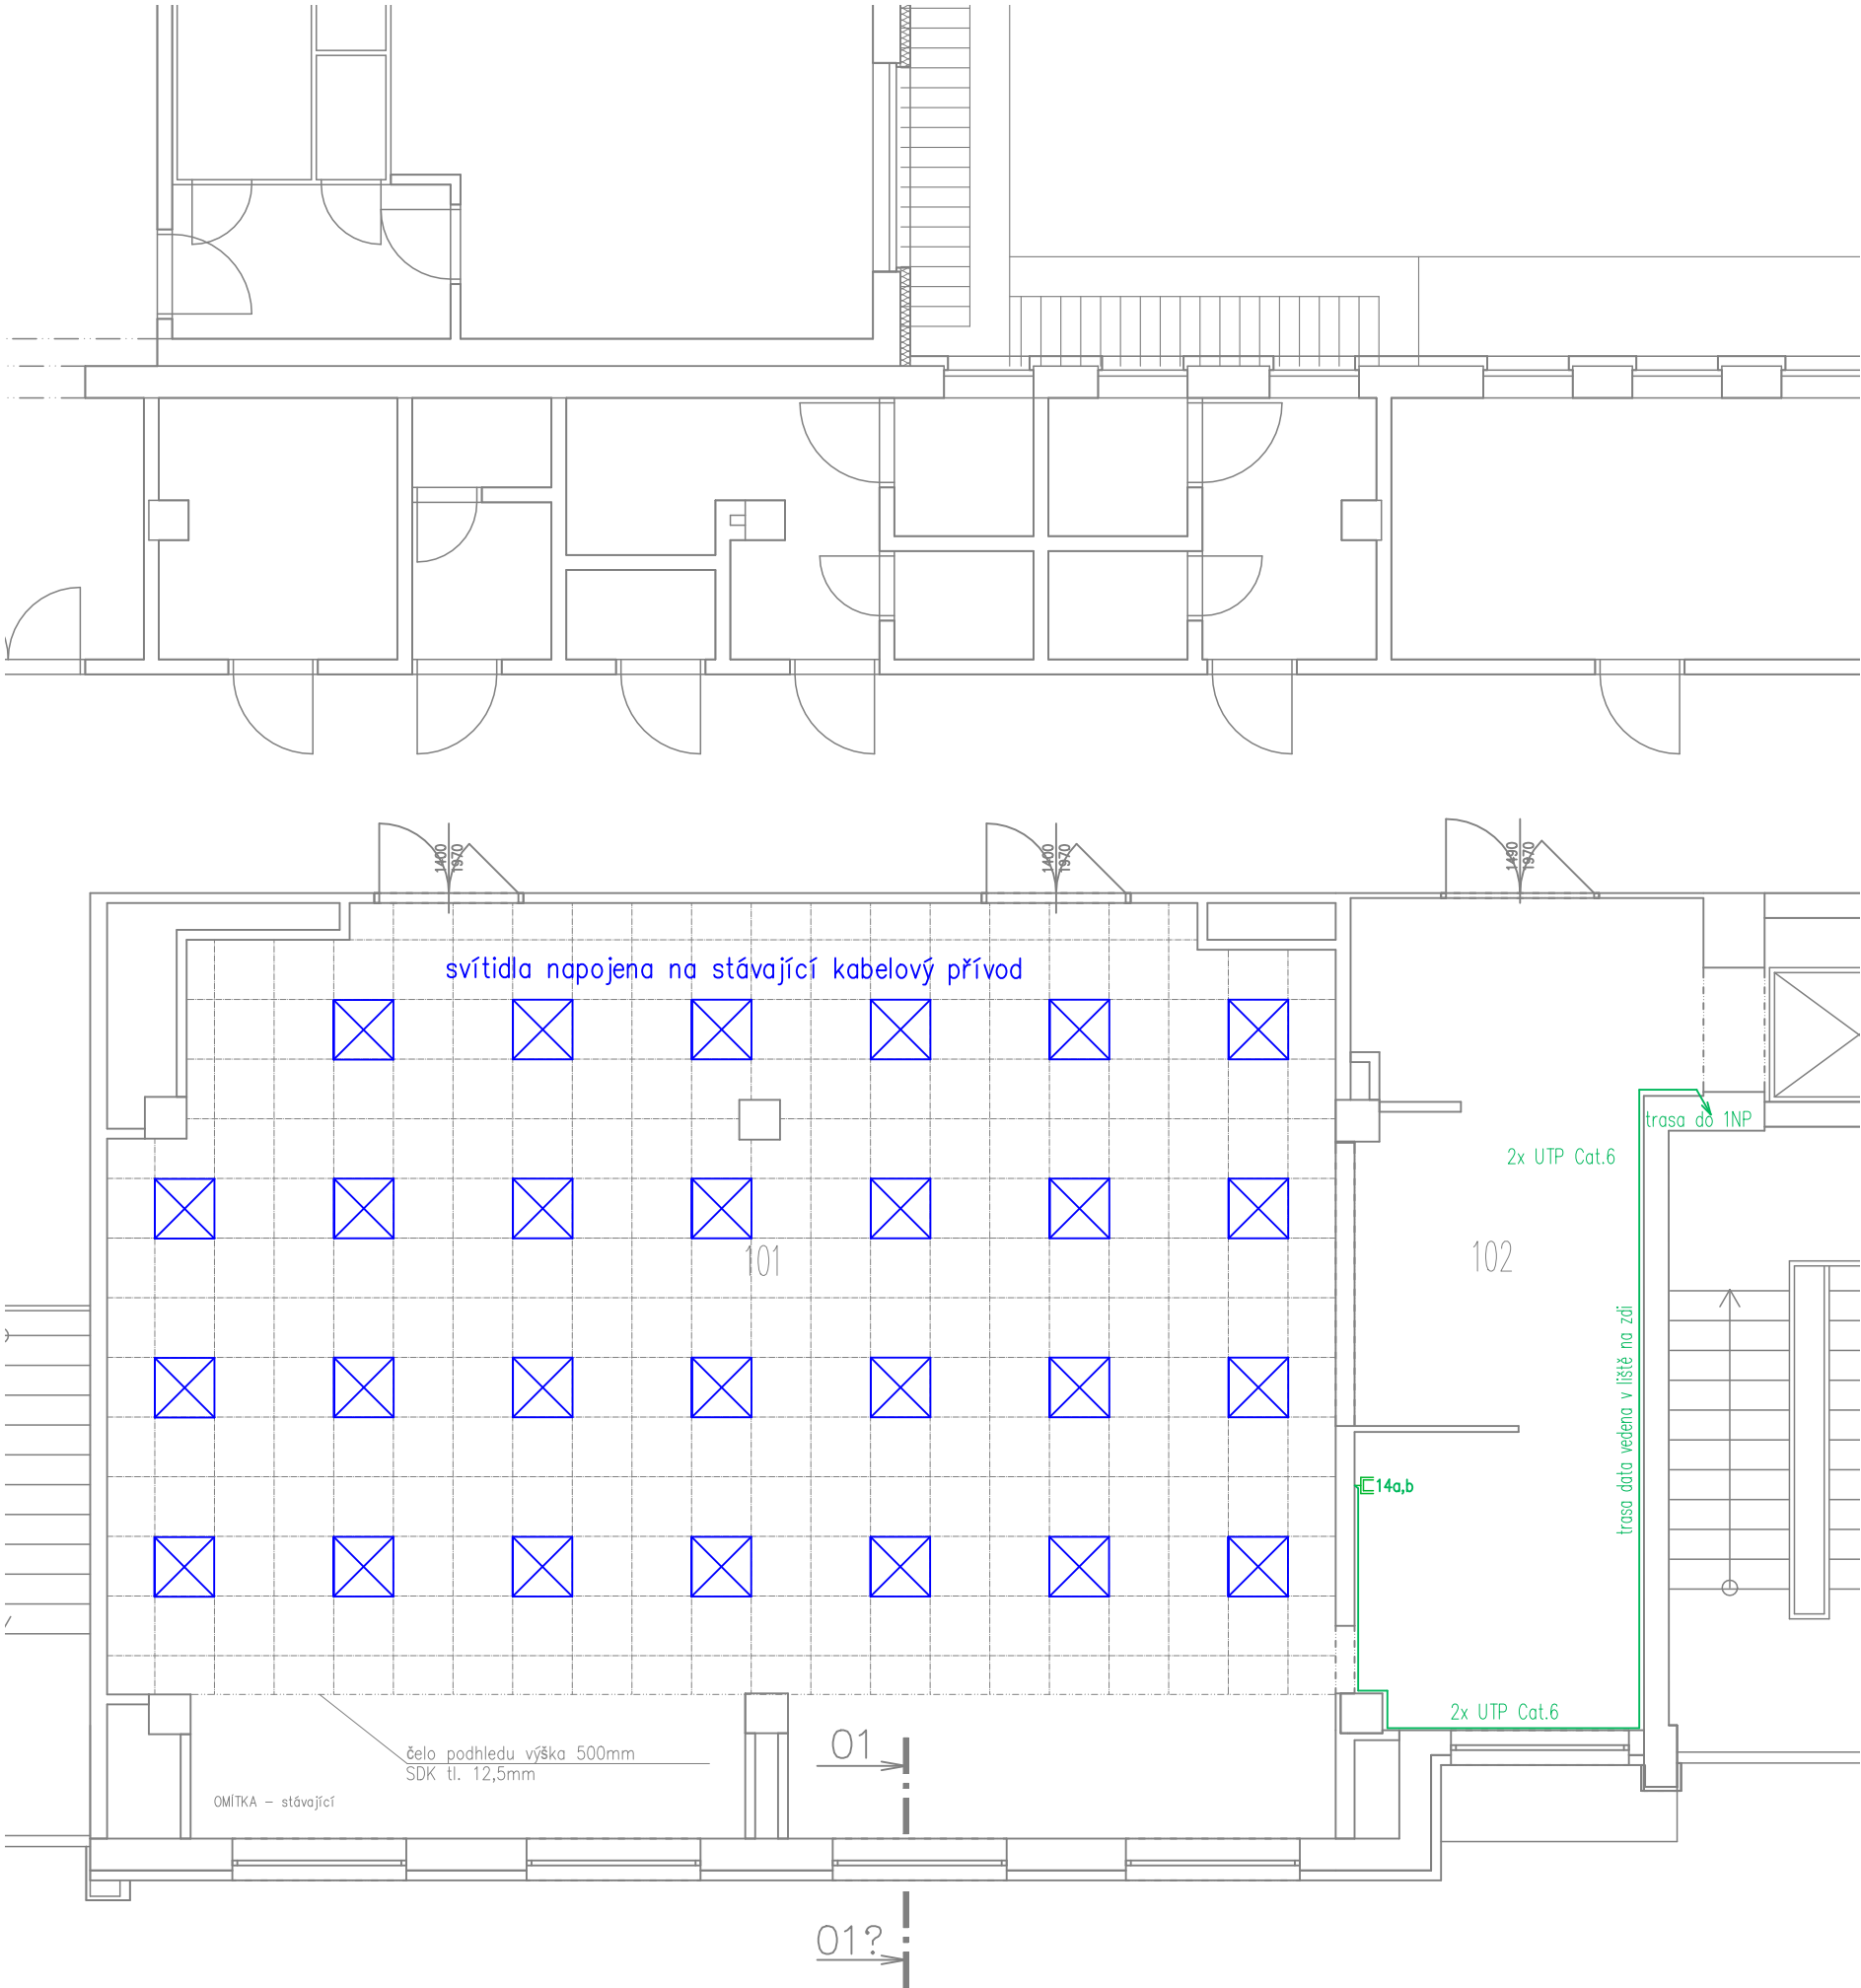 1400
1970
1400
1970
1490
1970
svítidla napojena na stávající kabelový přívod
trasa do 1NP
2x UTP Cat.6
101
102
trasa data vedena v liště na zdi
14a,b
2x UTP Cat.6
čelo podhledu výška 500mm
SDK tl. 12,5mm
01
OMÍTKA – stávající
01?